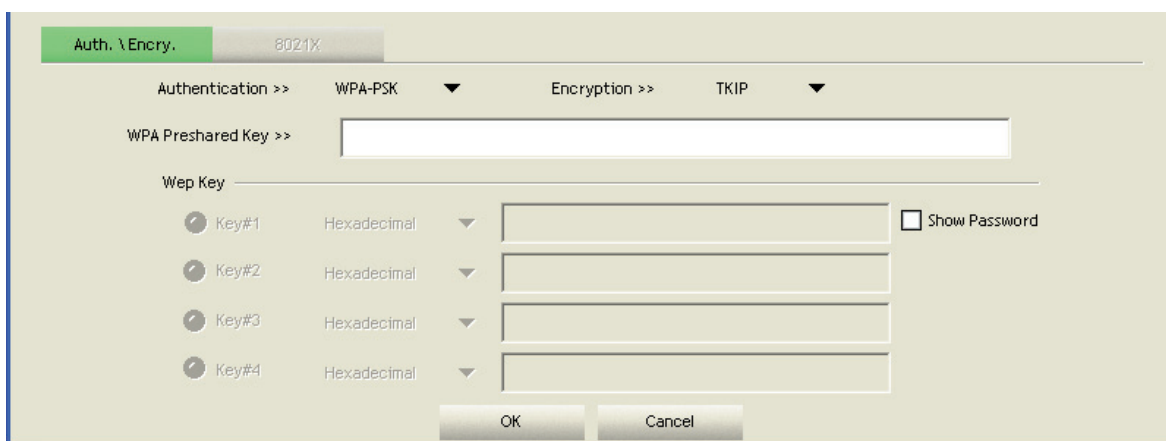 Auth. \ Encry. 8021X
Authentication >> WPA-PSK Encryption >> TKIP
WPA Preshared Key >>
Wep Key
Key#1 Hexadecimal Show Password
Key#2 Hexadecimal
Key#3 Hexadecimal
Key#4 Hexadecimal
OK Cancel